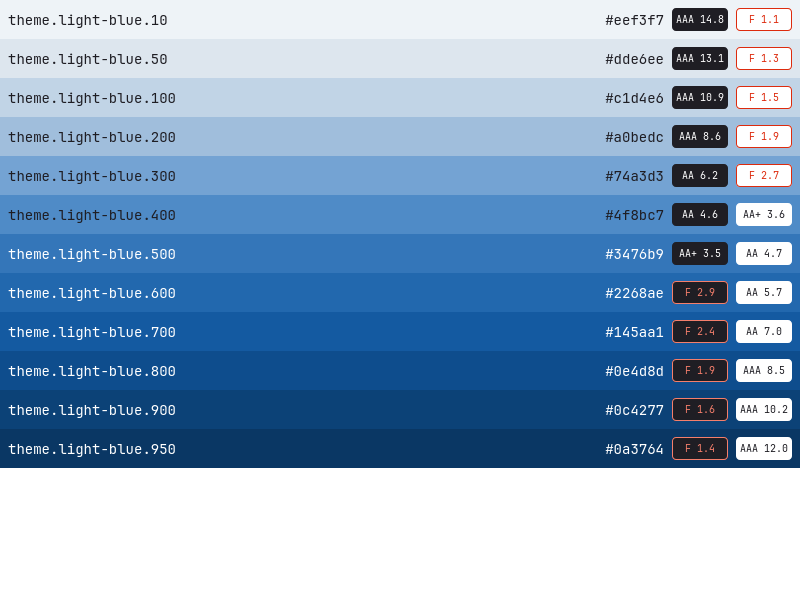 theme.light-blue.10 #eef3f7 AAA 14.8 F 1.1
theme.light-blue.50 #dde6ee AAA 13.1 F 1.3
theme.light-blue.100 #c1d4e6 AAA 10.9 F 1.5
theme.light-blue.200 #a0bedc AAA 8.6 F 1.9
theme.light-blue.300 #74a3d3 AA 6.2 F 2.7
theme.light-blue.400 #4f8bc7 AA 4.6 AA+ 3.6
theme.light-blue.500 #3476b9 AA+ 3.5 AA 4.7
theme.light-blue.600 #2268ae F 2.9 AA 5.7
theme.light-blue.700 #145aa1 F 2.4 AA 7.0
theme.light-blue.800 #0e4d8d F 1.9 AAA 8.5
theme.light-blue.900 #0c4277 F 1.6 AAA 10.2
theme.light-blue.950 #0a3764 F 1.4 AAA 12.0